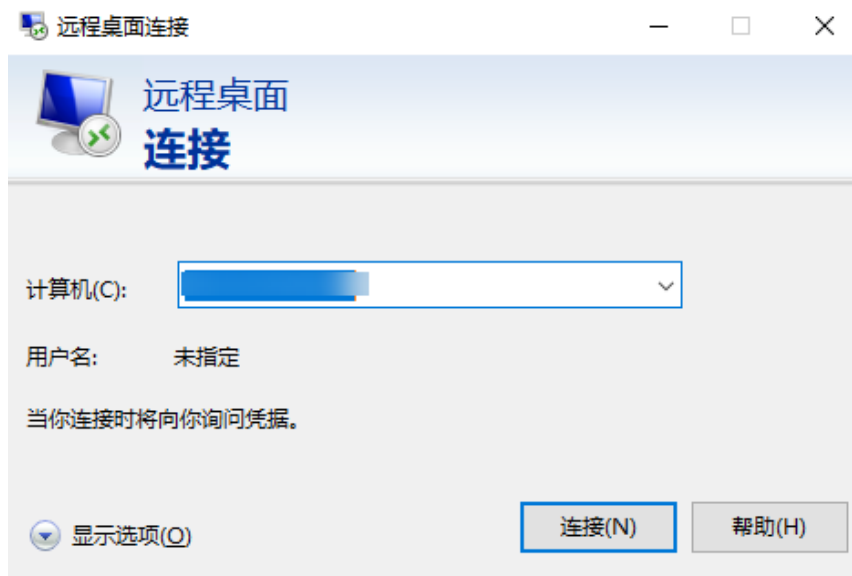 远程桌面连接
远程桌面
连接
计算机(C):
用户名: 未指定
当你连接时将向你询问凭据。
显示选项(O) 连接(N) 帮助(H)